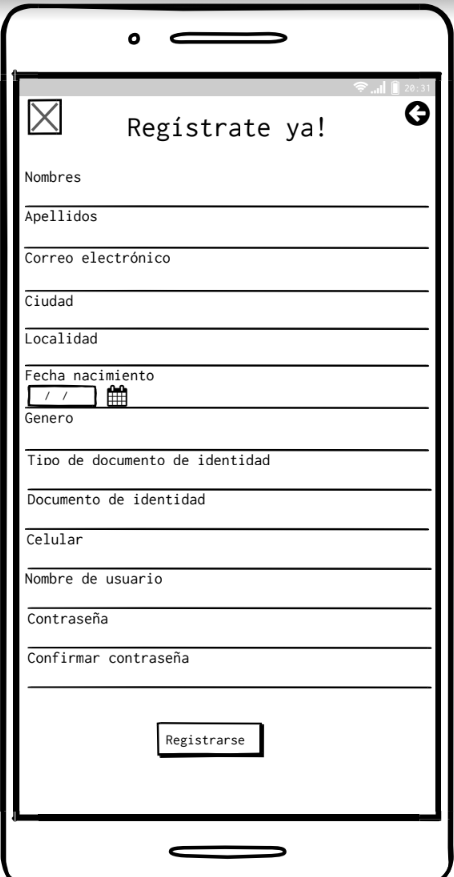 20:31
Regístrate ya!
Nombres
Apellidos
Correo electrónico
Ciudad
Localidad
Fecha nacimiento
/ /
Genero
Tipo de documento de identidad
Documento de identidad
Celular
Nombre de usuario
Contraseña
Confirmar contraseña
Registrarse